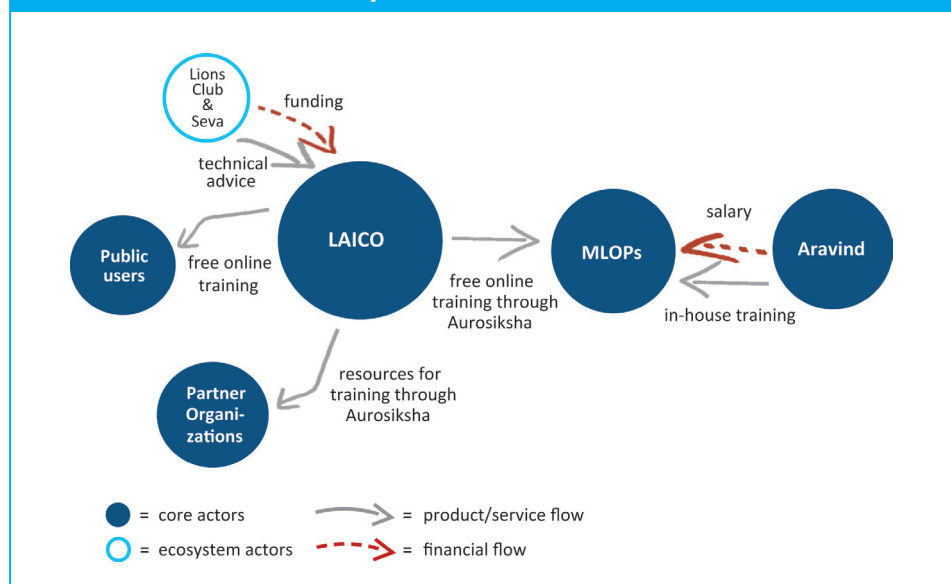 Lions
Club
&
Seva
funding
technical
advice
LAICO
Public
users
free online
training
free online
training through
Aurosiksha
MLOPs
salary
Aravind
in-house training
Partner
Organi-
zations
resources for
training through
Aurosiksha
= core actors
= product/service flow
= ecosystem actors
= financial flow